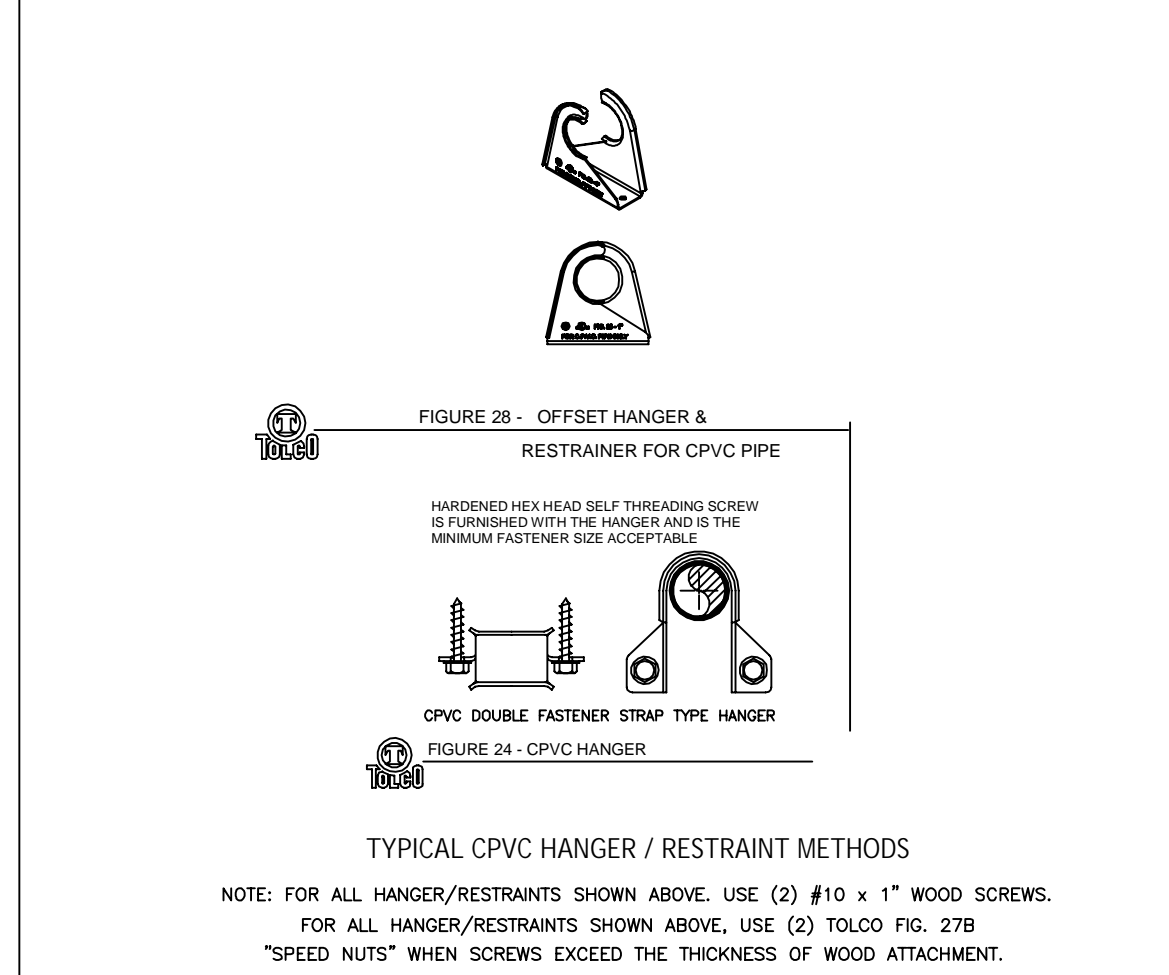 FIG. 28-1"
FIGURE 28 - OFFSET HANGER &
TOLCO
RESTRAINER FOR CPVC PIPE
HARDENED HEX HEAD SELF THREADING SCREW
IS FURNISHED WITH THE HANGER AND IS THE
MINIMUM FASTENER SIZE ACCEPTABLE
CPVC DOUBLE FASTENER STRAP TYPE HANGER
FIGURE 24 - CPVC HANGER
TOLCO
TYPICAL CPVC HANGER / RESTRAINT METHODS
NOTE: FOR ALL HANGER/RESTRAINTS SHOWN ABOVE. USE (2) #10 x 1" WOOD SCREWS.
FOR ALL HANGER/RESTRAINTS SHOWN ABOVE, USE (2) TOLCO FIG. 27B
"SPEED NUTS" WHEN SCREWS EXCEED THE THICKNESS OF WOOD ATTACHMENT.